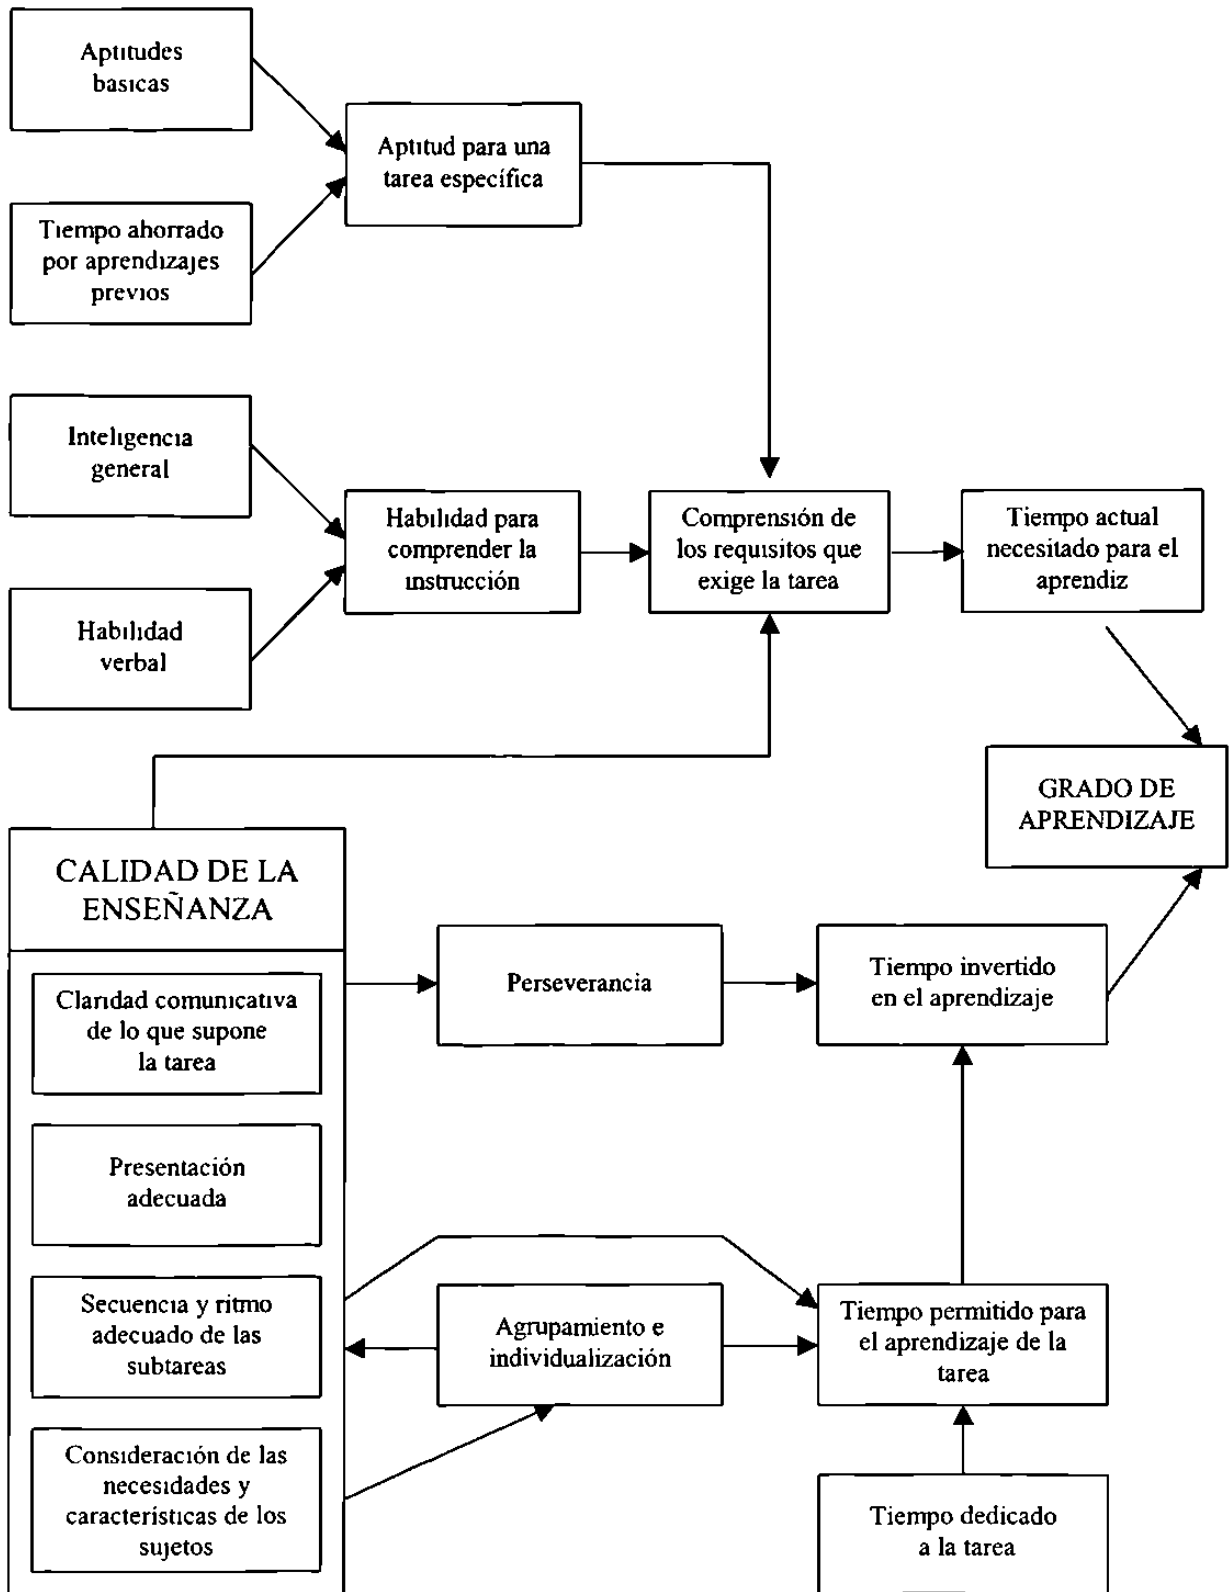 Aptitudes
basicas
Aptitud para una
tarea específica
Tiempo ahorrado
por aprendizajes
previos
Inteligencia
general
Habilidad para
comprender la
instrucción
Comprensión de
los requisitos que
exige la tarea
Tiempo actual
necesitado para el
aprendiz
Habilidad
verbal
GRADO DE
APRENDIZAJE
CALIDAD DE LA
ENSEÑANZA
Claridad comunicativa
de lo que supone
la tarea
Perseverancia
Tiempo invertido
en el aprendizaje
Presentación
adecuada
Secuencia y ritmo
adecuado de las
subtareas
Agrupamiento e
individualización
Tiempo permitido para
el aprendizaje de la
tarea
Consideración de las
necesidades y
características de los
sujetos
Tiempo dedicado
a la tarea